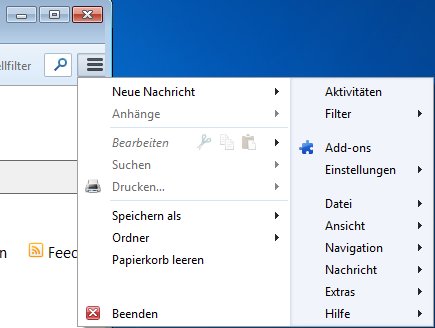 llfilter
Neue Nachricht
Anhänge
Bearbeiten
Suchen
Drucken...
Speichern als
Ordner
Papierkorb leeren
Beenden
Aktivitäten
Filter
Add-ons
Einstellungen
Datei
Ansicht
Navigation
Nachricht
Extras
Hilfe
n
Feed